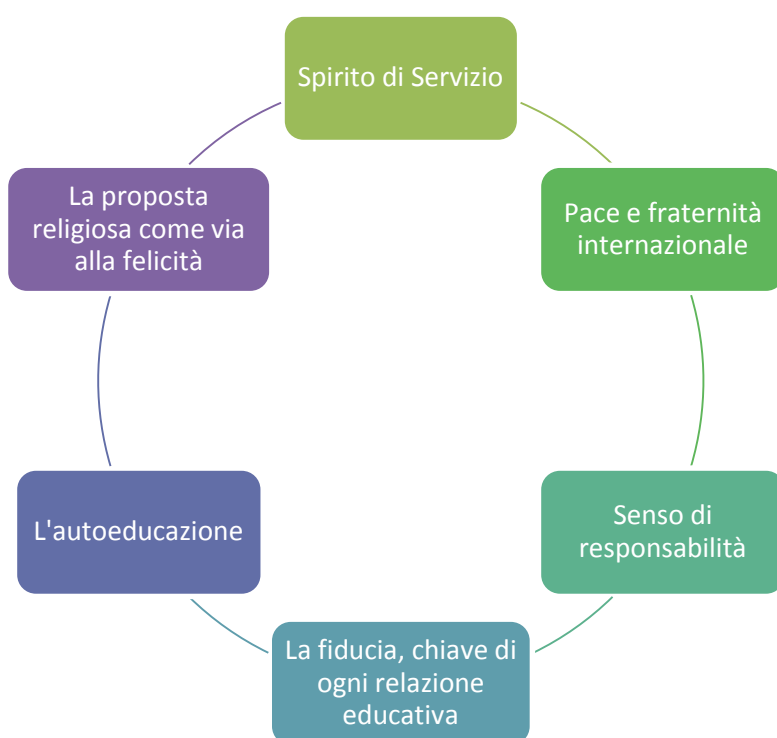 Spirito di Servizio
Pace e fraternità
internazionale
Senso di
responsabilità
La fiducia, chiave di
ogni relazione
educativa
L'autoeducazione
La proposta
religiosa come via
alla felicità